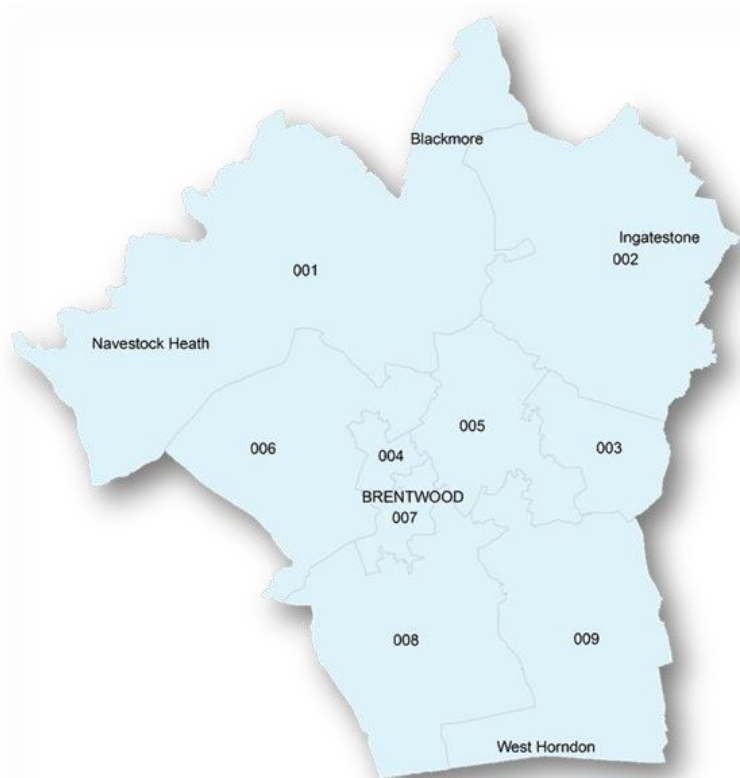 Blackmore
Ingatestone
002
001
Navestock Heath
005
006
003
004
BRENTWOOD
007
008
009
West Horndon